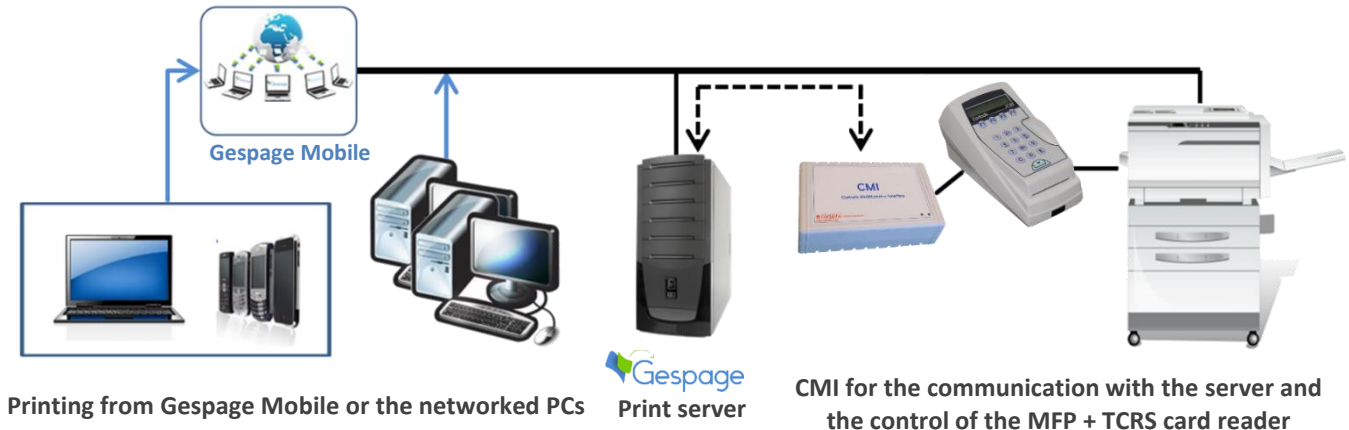 Gespage Mobile
CMI
Gespage
Printing from Gespage Mobile or the networked PCs
Print server
CMI for the communication with the server and
the control of the MFP + TCRS card reader